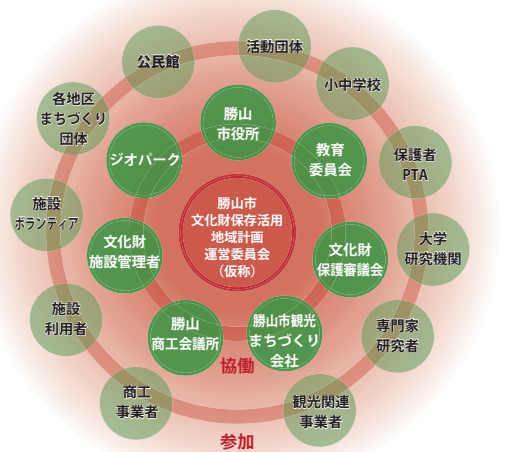 公民館
活動団体
小中学校
各地区
まちづくり
団体
勝山
市役所
ジオパーク
教育
委員会
保護者
PTA
施設
ボランティア
勝山市
文化財保存活用
地域計画
運営委員会
（仮称）
大学
研究機関
文化財
施設管理者
文化財
保護審議会
施設
利用者
勝山
商工会議所
勝山市観光
まちづくり
会社
専門家
研究者
協働
商工
事業者
観光関連
事業者
参加